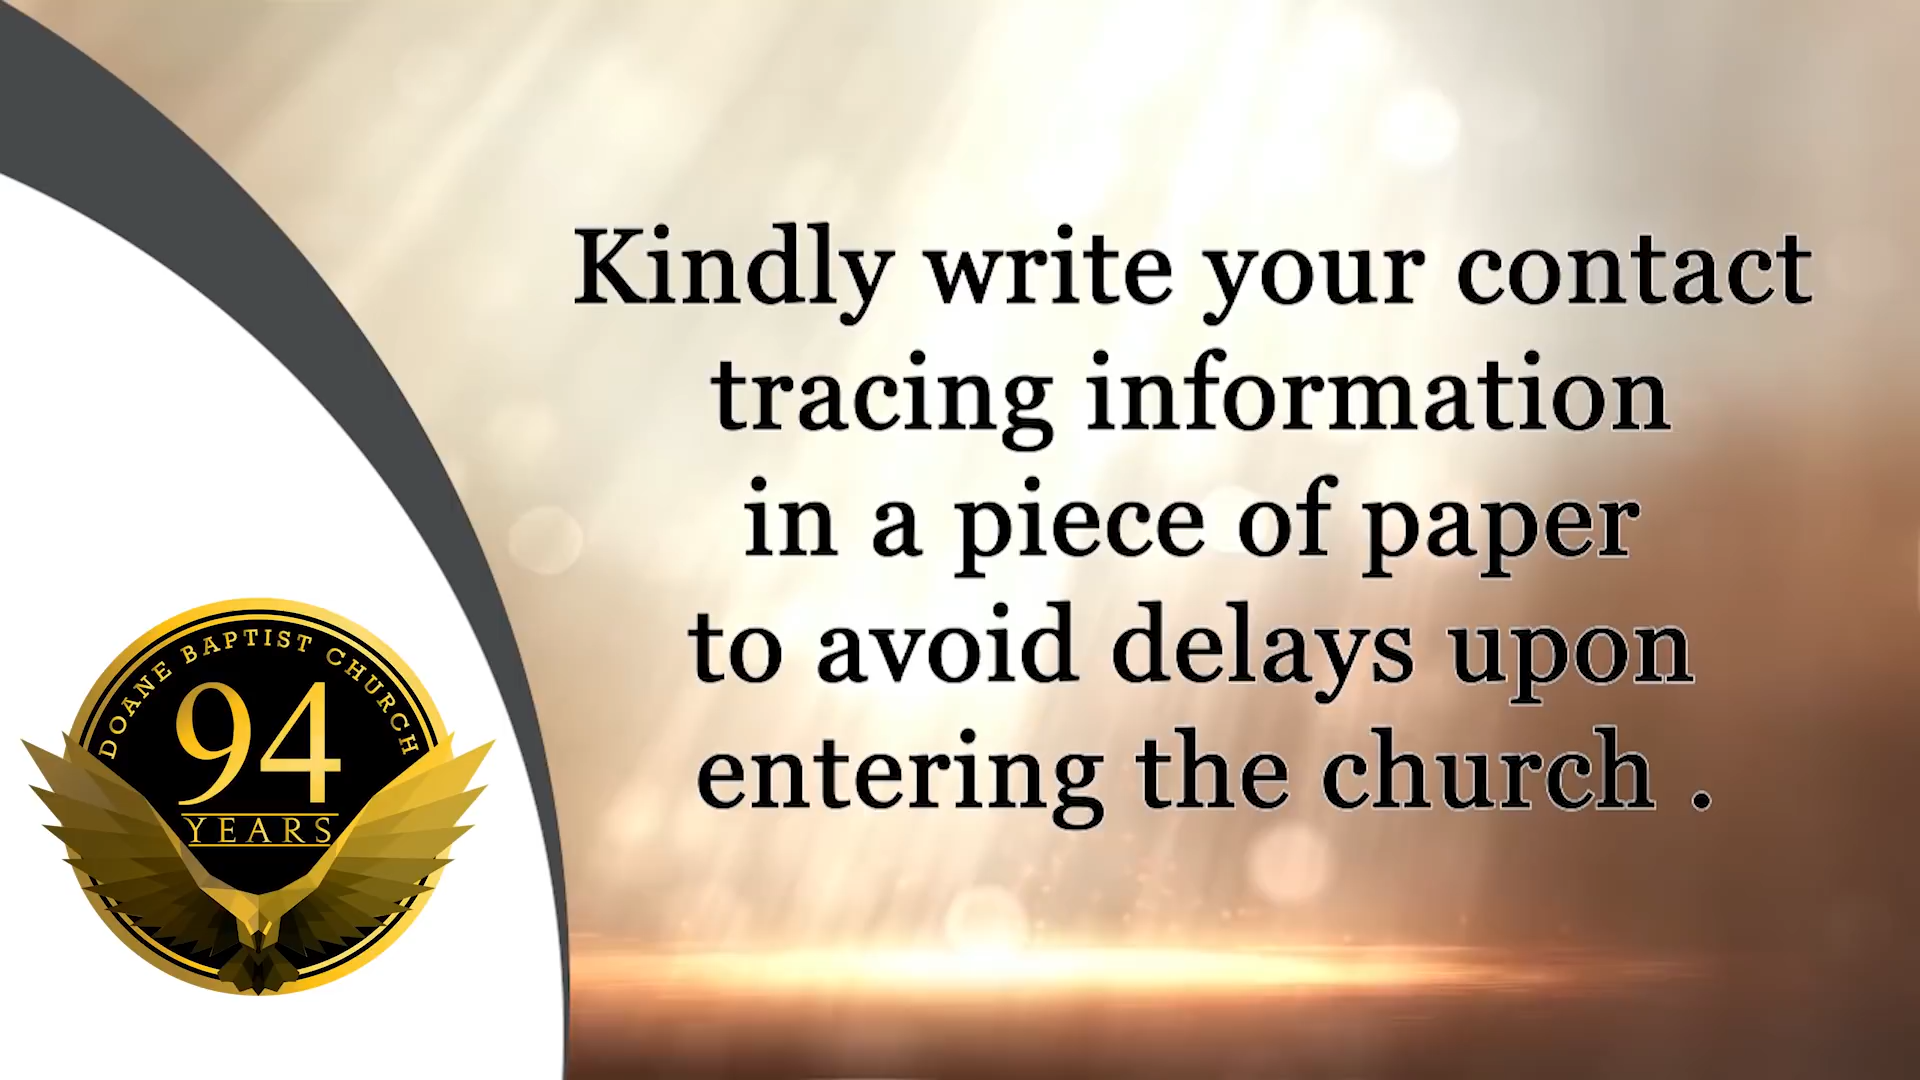 Kindly write your contact
tracing information
in a piece of paper
to avoid delays upon
entering the church .
DOANE BAPTIST CHURCH
94
YEARS